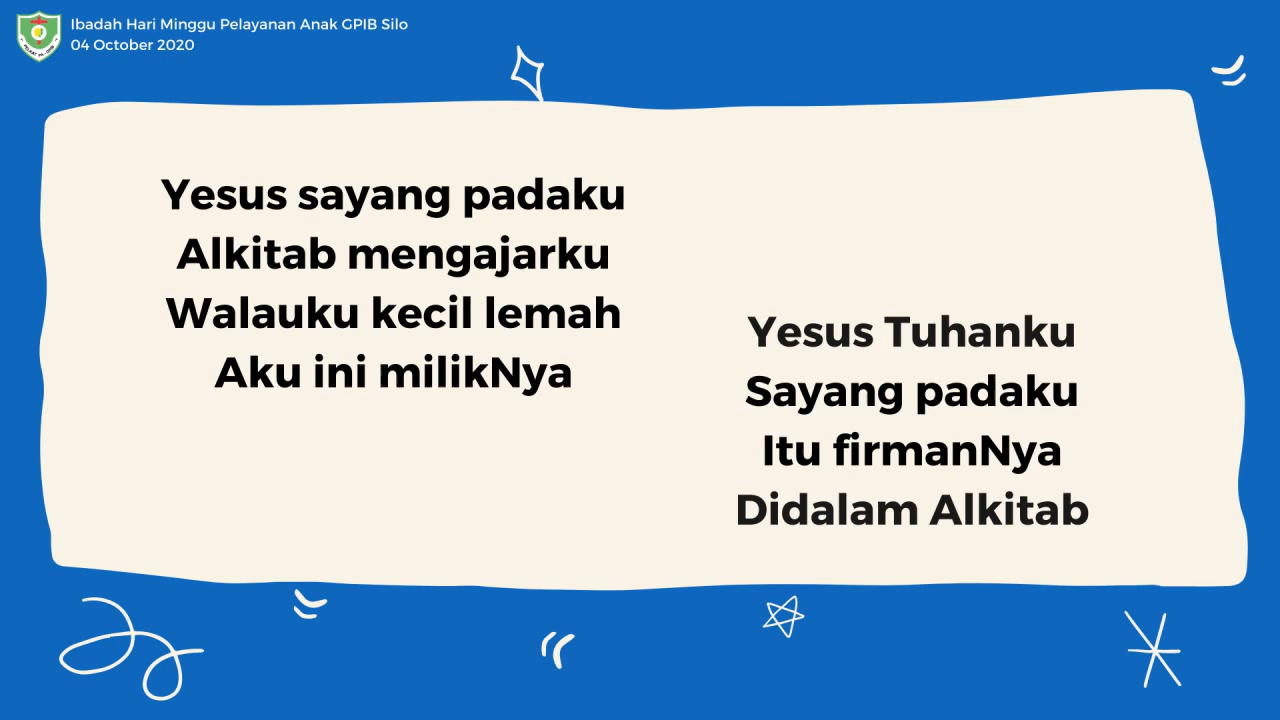 Ibadah Hari Minggu Pelayanan Anak GPIB Silo
04 October 2020
Yesus sayang padaku
Alkitab mengajarku
Walauku kecil lemah
Aku ini milikNya
Yesus Tuhanku
Sayang padaku
Itu firmanNya
Didalam Alkitab